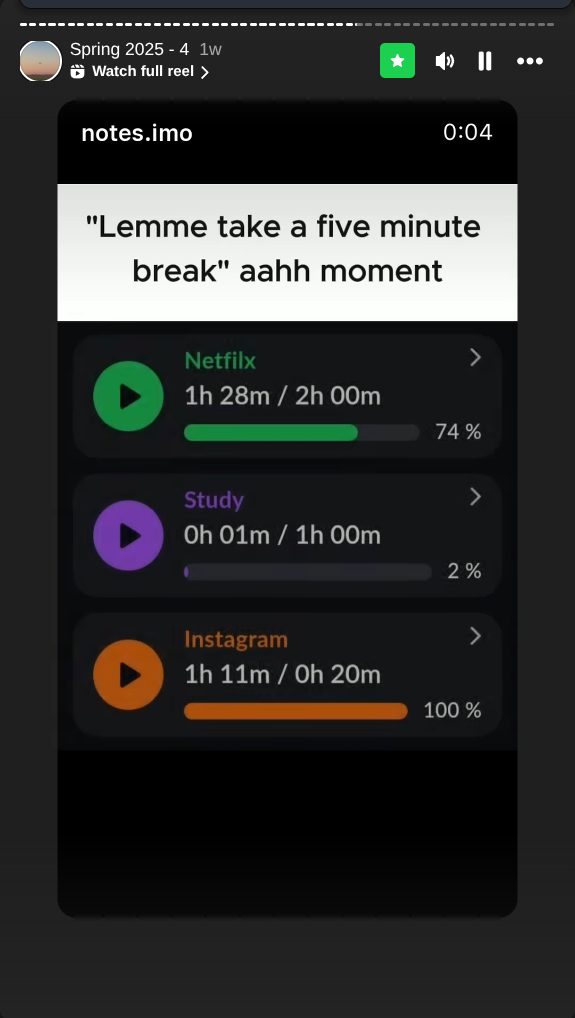 Spring 2025 - 4 1w
Watch full reel
notes.imo 0:04
"Lemme take a five minute
break" aahh moment
Netfilx
1h 28m / 2h 00m
74 %
Study
0h 01m / 1h 00m
2 %
Instagram
1h 11m / 0h 20m
100 %